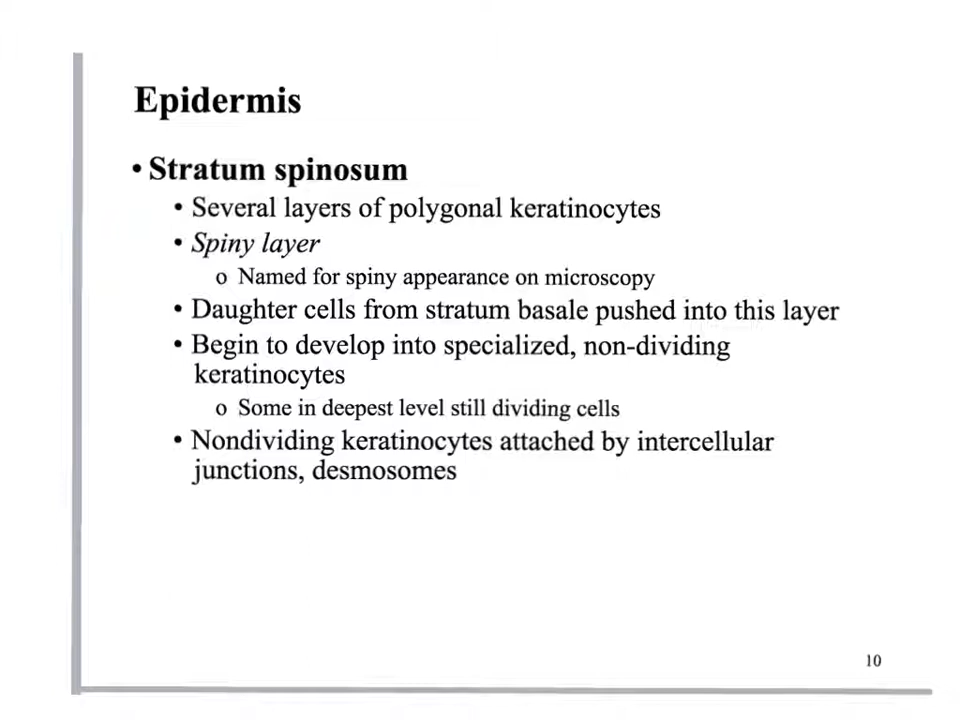 Epidermis
• Stratum spinosum
• Several layers of polygonal keratinocytes
• Spiny layer
o Named for spiny appearance on microscopy
• Daughter cells from stratum basale pushed into this layer
• Begin to develop into specialized, non-dividing
keratinocytes
o Some in deepest level still dividing cells
• Nondividing keratinocytes attached by intercellular
junctions, desmosomes
10